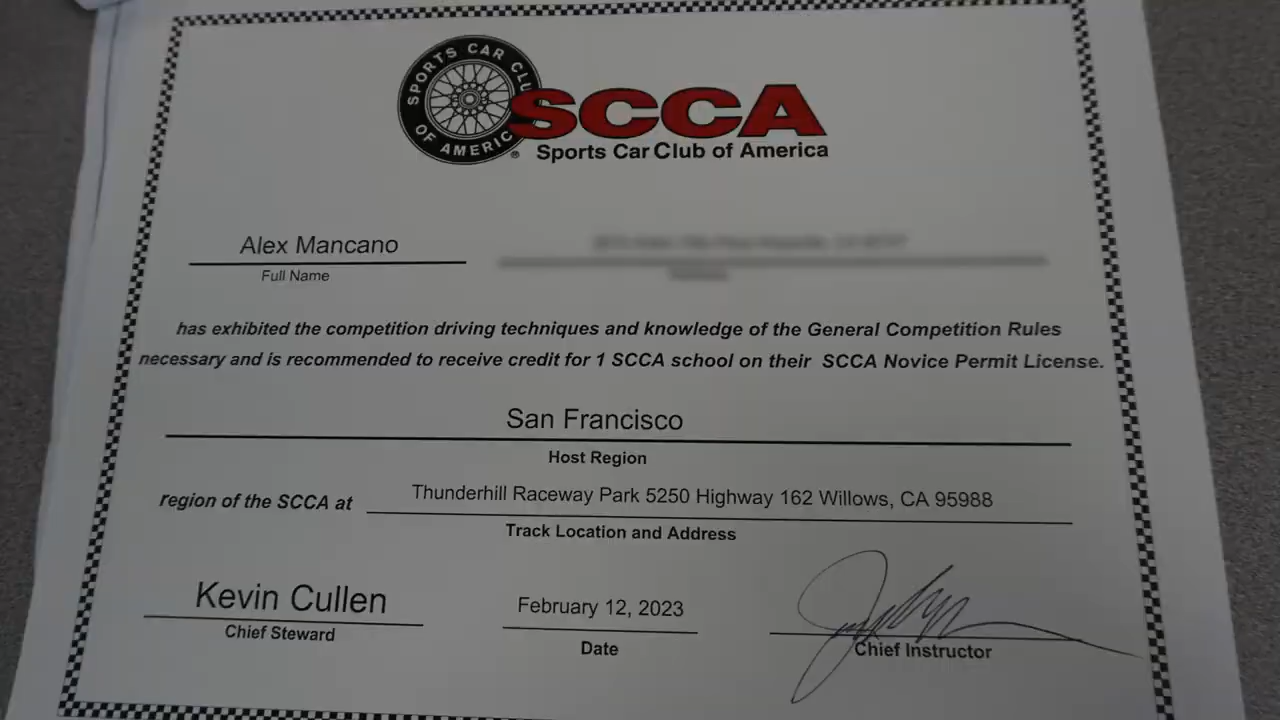 SPORTS CAR CLU
OF AMERIC
SCCA
®
Sports Car Club of America
Alex Mancano
Full Name
has exhibited the competition driving techniques and knowledge of the General Competition Rules
necessary and is recommended to receive credit for 1 SCCA school on their SCCA Novice Permit License.
San Francisco
Host Region
region of the SCCA at Thunderhill Raceway Park 5250 Highway 162 Willows, CA 95988
Track Location and Address
Kevin Cullen February 12, 2023
Chief Steward Date Chief Instructor